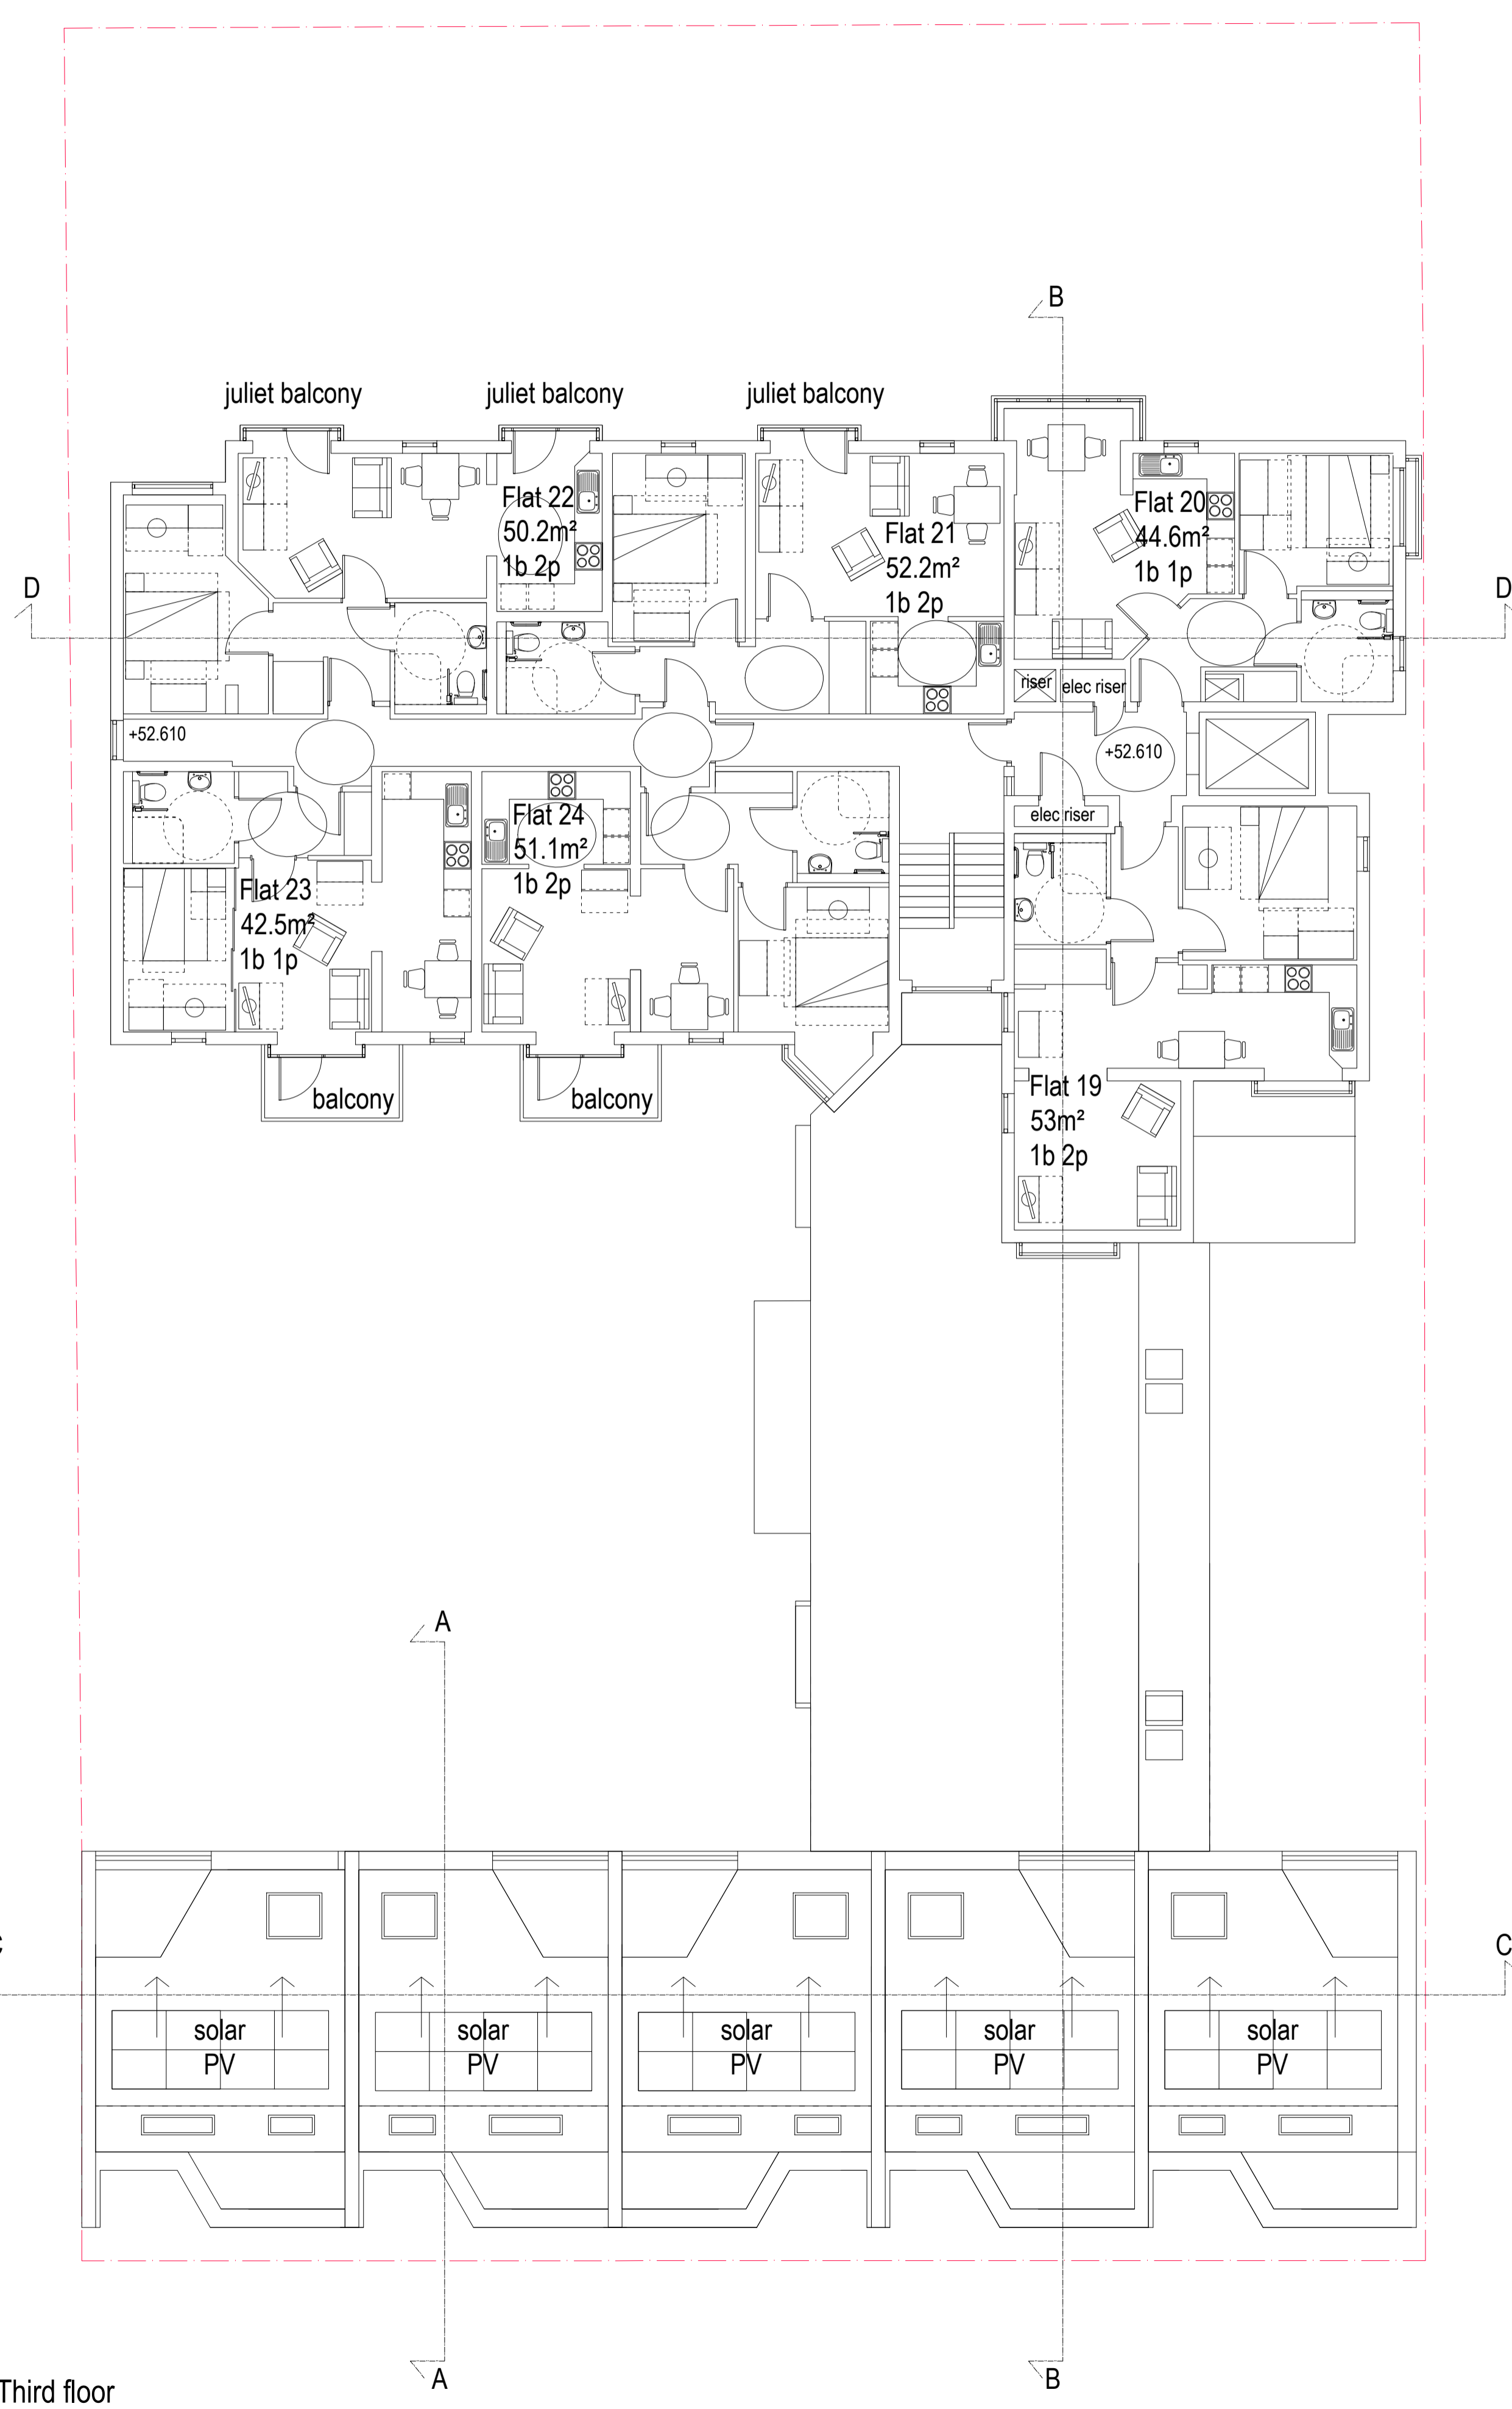 B
juliet balcony
juliet balcony
juliet balcony
Flat 22
50.2m²
1b 2p
Flat 21
52.2m²
1b 2p
Flat 20
44.6m²
1b 1p
D
D
riser
elec riser
+52.610
+52.610
elec riser
Flat 23
42.5m²
1b 1p
Flat 24
51.1m²
1b 2p
Flat 19
53m²
1b 2p
balcony
balcony
A
C
C
solar
PV
solar
PV
solar
PV
solar
PV
solar
PV
A
B
Third floor